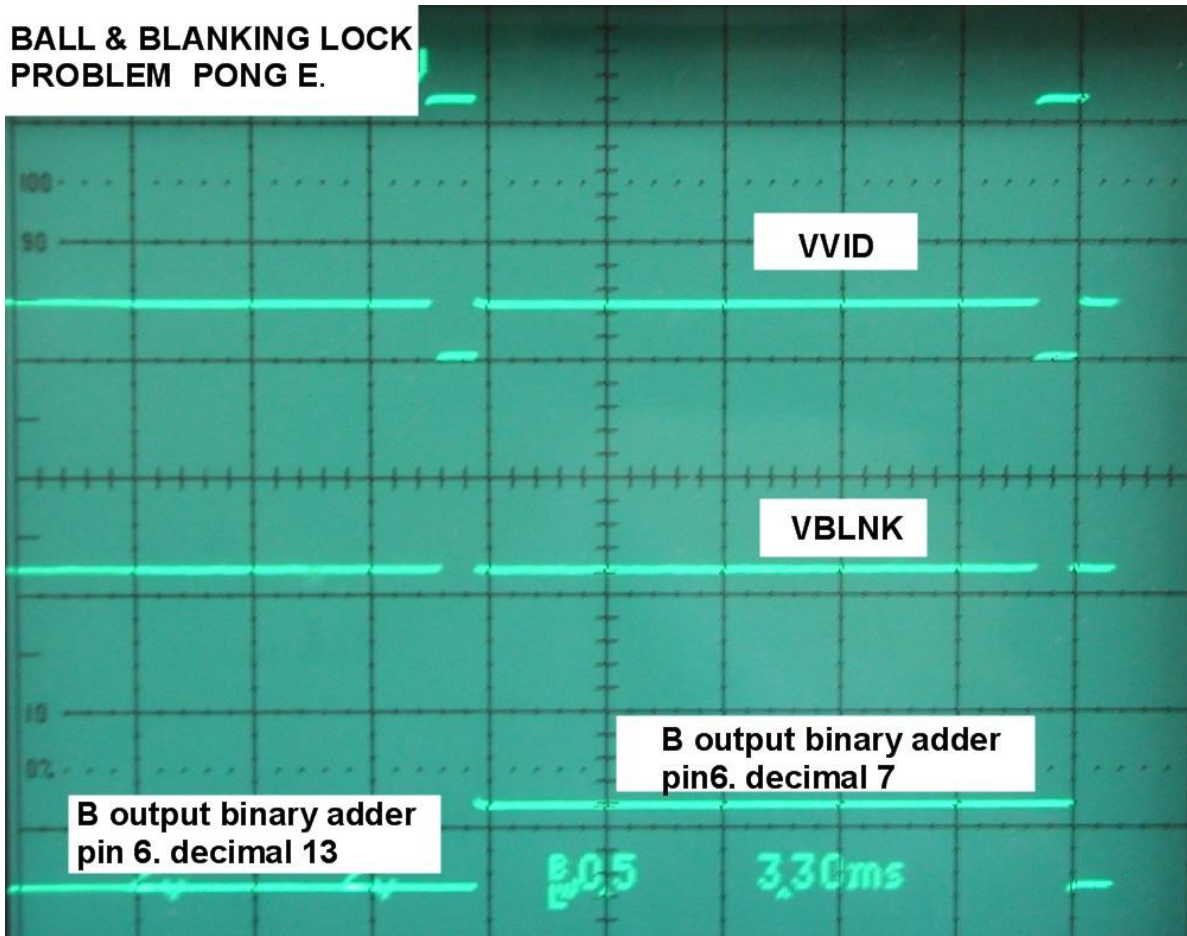 BALL & BLANKING LOCK
PROBLEM PONG E.
100
90
VVID
VBLNK
10
0%
B output binary adder
pin6. decimal 7
B output binary adder
pin 6. decimal 13
3.30ms